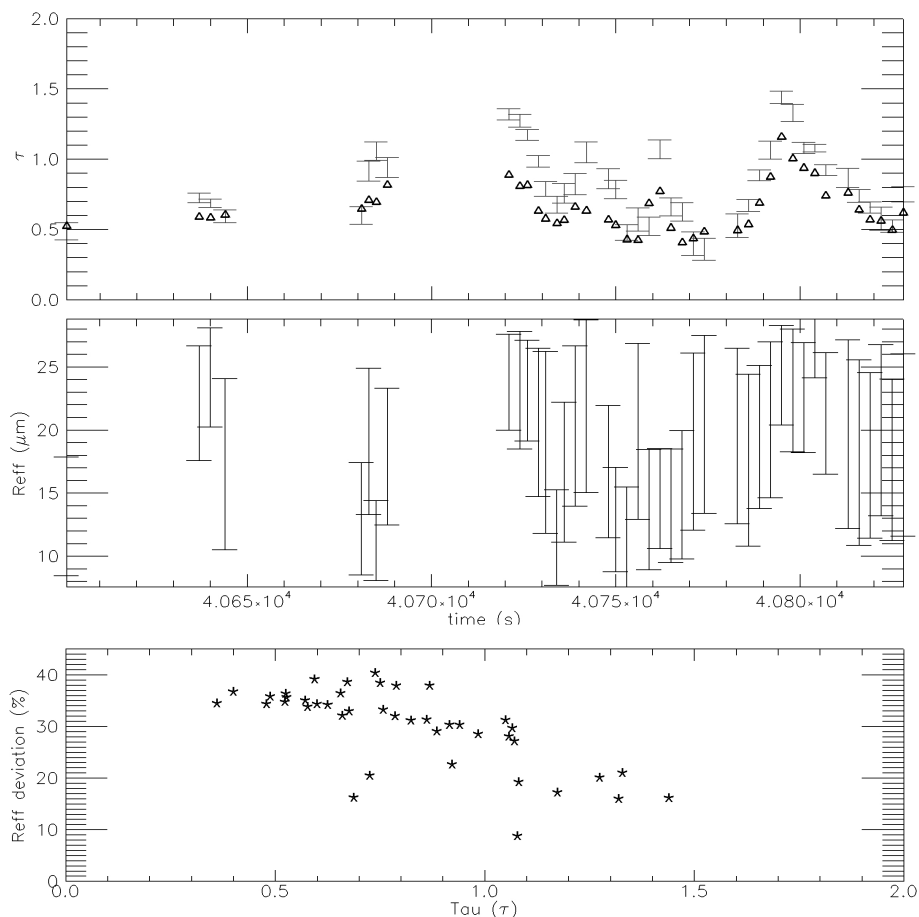 2.0
1.5
τ
1.0
0.5
0.0
25
Reff (μm)
20
15
10
4.065×10⁴ 4.070×10⁴ 4.075×10⁴ 4.080×10⁴
time (s)
40
Reff deviation (%)
30
20
10
0
0.0 0.5 1.0 1.5 2.0
Tau (τ)